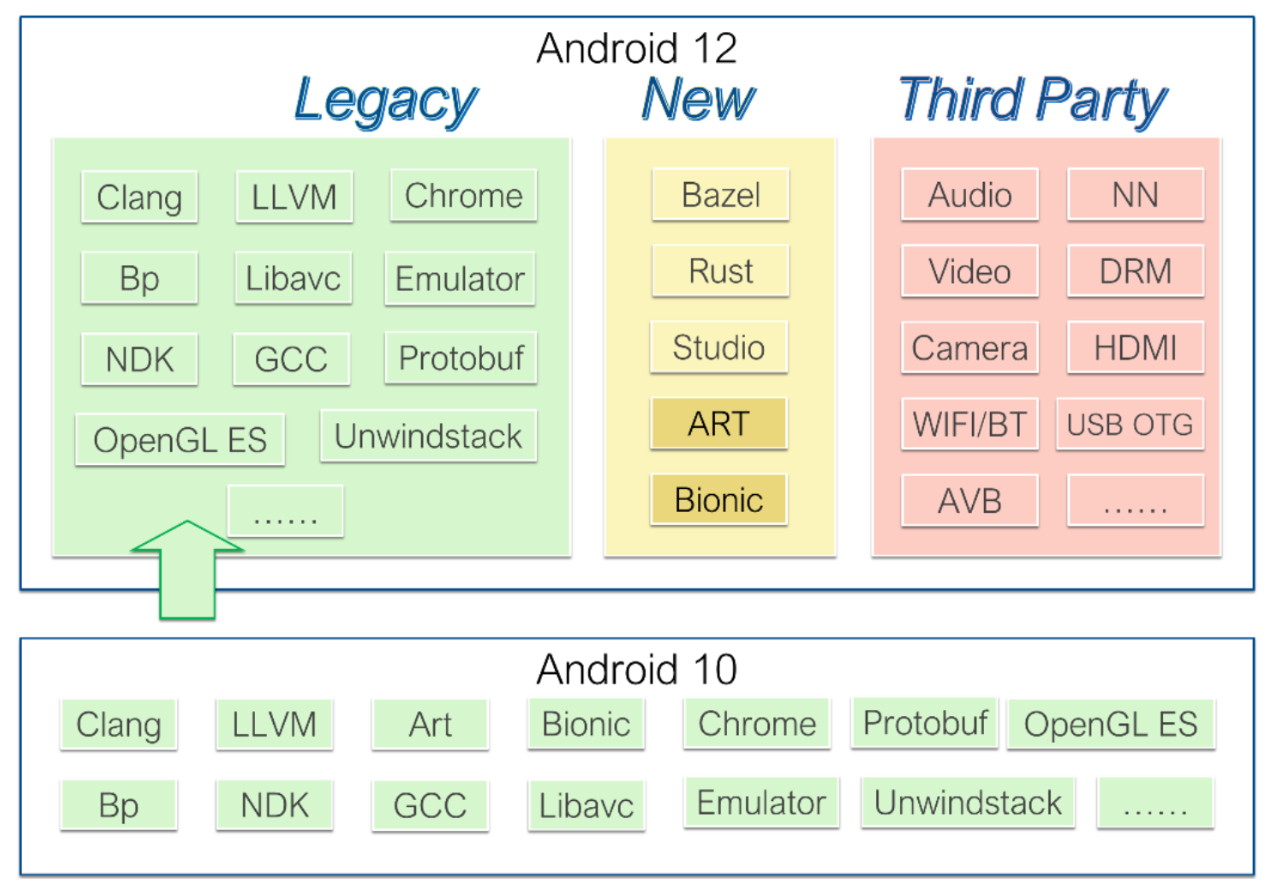 Android 12
Legacy New Third Party
Clang LLVM Chrome Bazel Audio NN
Bp Libavc Emulator Rust Video DRM
NDK GCC Protobuf Studio Camera HDMI
OpenGL ES Unwindstack ART WIFI/BT USB OTG
...... Bionic AVB ......
Android 10
Clang LLVM Art Bionic Chrome Protobuf OpenGL ES
Bp NDK GCC Libavc Emulator Unwindstack ......